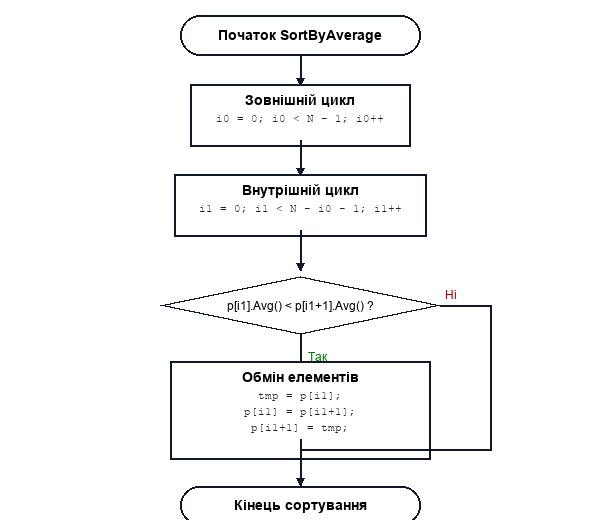 Початок SortByAverage
Зовнішній цикл
i0 = 0; i0 < N - 1; i0++
Внутрішній цикл
i1 = 0; i1 < N - i0 - 1; i1++
p[i1].Avg() < p[i1+1].Avg() ?
Ні
Так
Обмін елементів
tmp = p[i1];
p[i1] = p[i1+1];
p[i1+1] = tmp;
Кінець сортування